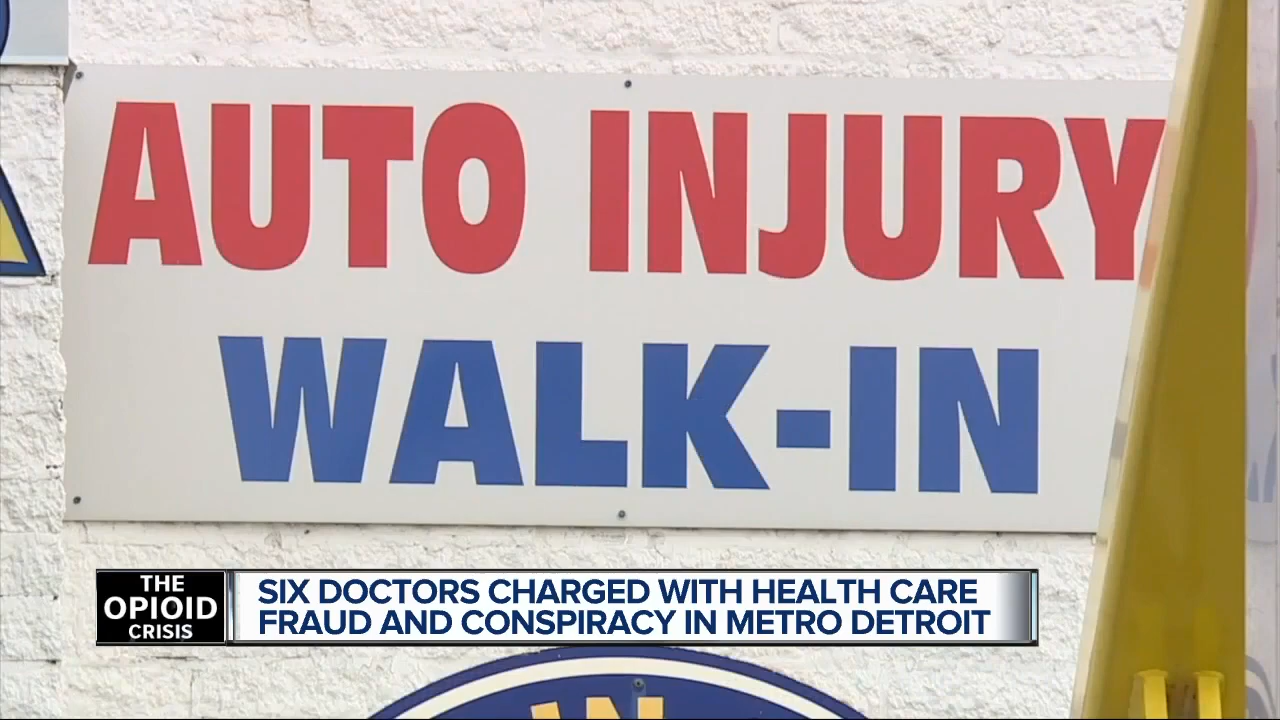 AUTO INJURY
WALK-IN
THE
OPIOID
CRISIS
SIX DOCTORS CHARGED WITH HEALTH CARE
FRAUD AND CONSPIRACY IN METRO DETROIT
IN